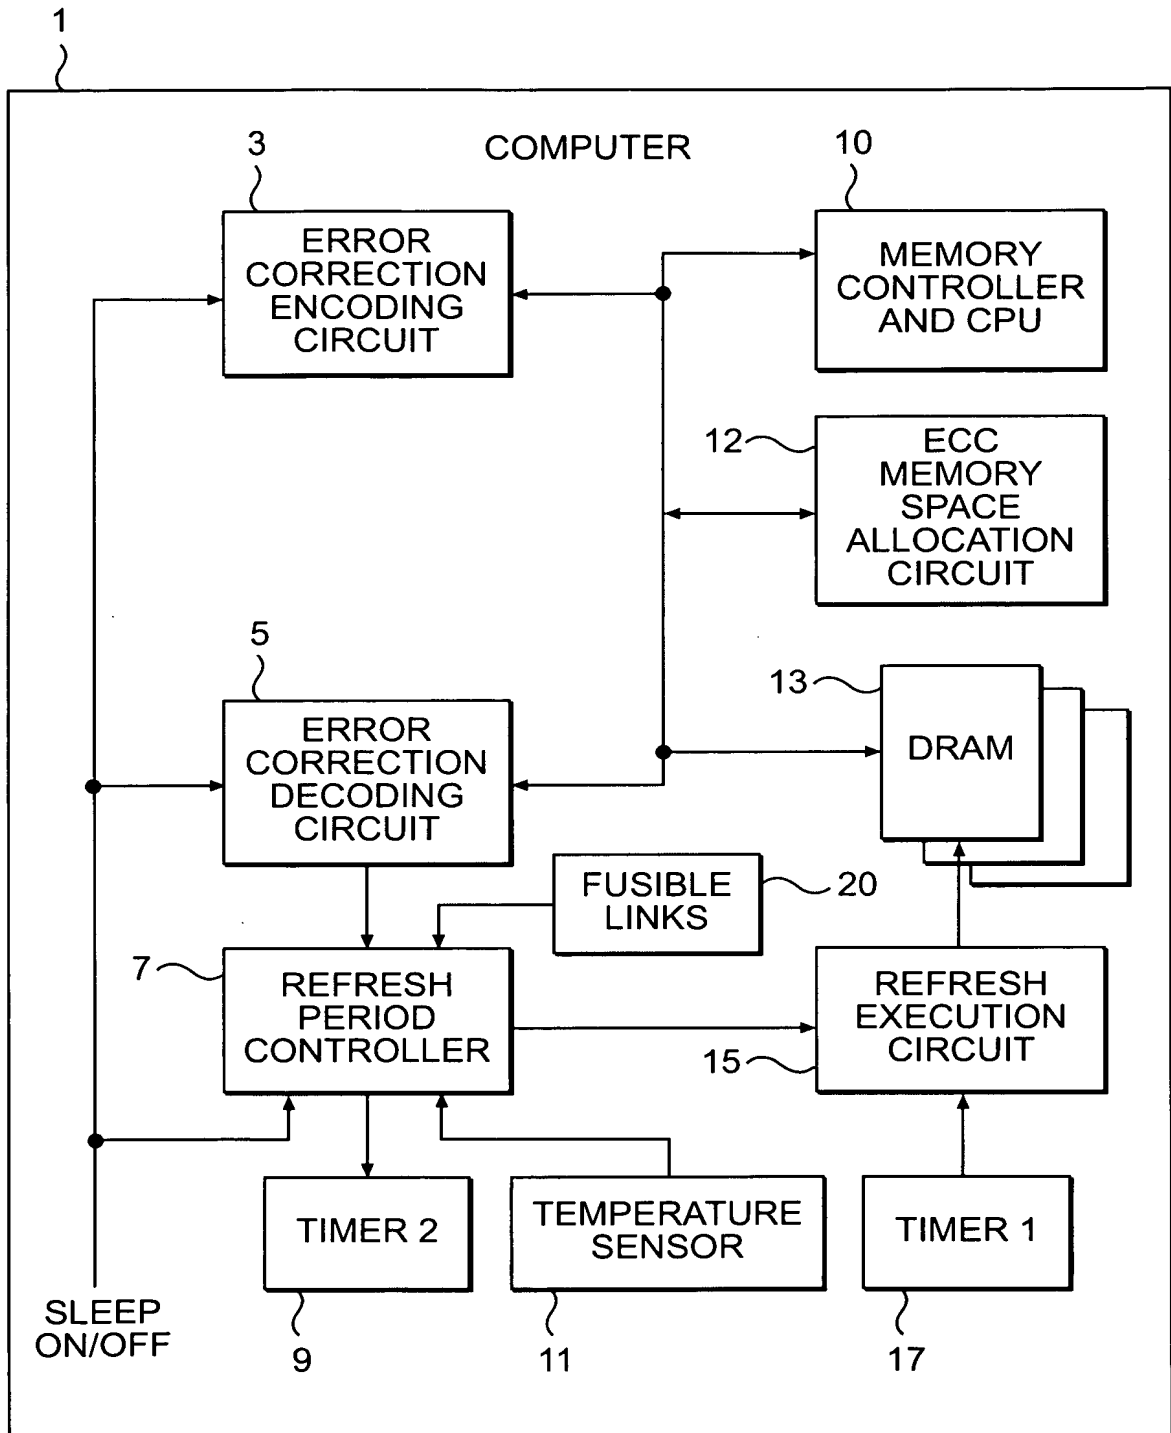 1
COMPUTER
3
ERROR
CORRECTION
ENCODING
CIRCUIT
10
MEMORY
CONTROLLER
AND CPU
12
ECC
MEMORY
SPACE
ALLOCATION
CIRCUIT
5
ERROR
CORRECTION
DECODING
CIRCUIT
13
DRAM
FUSIBLE
LINKS
20
7
REFRESH
PERIOD
CONTROLLER
REFRESH
EXECUTION
CIRCUIT
15
TIMER 2
TEMPERATURE
SENSOR
TIMER 1
SLEEP
ON/OFF
9
11
17